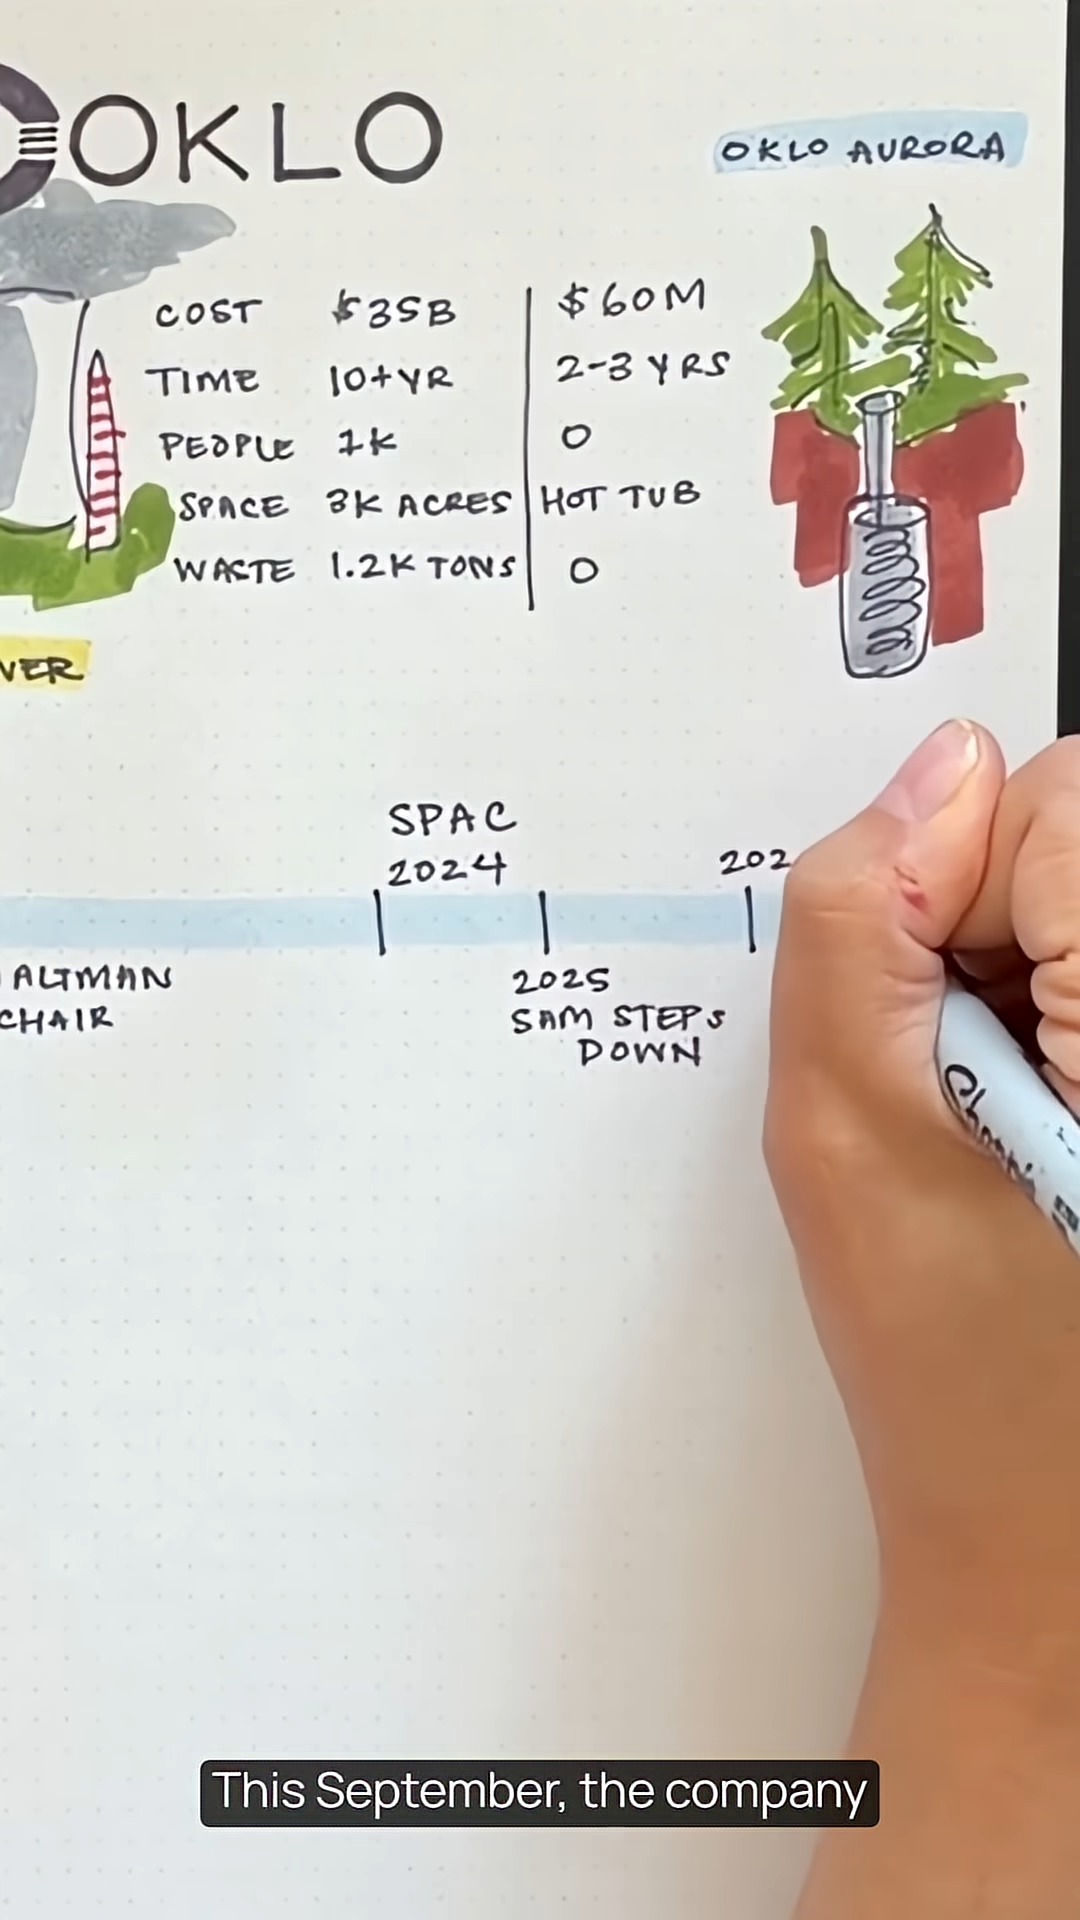 OKLO
OKLO AURORA
COST $35B $60M
TIME 10+YR 2-3 YRS
PEOPLE 1K 0
SPACE 3K ACRES HOT TUB
WASTE 1.2K TONS 0
VER
SPAC
2024
202
ALTMAN
CHAIR
2025
SAM STEPS
DOWN
This September, the company